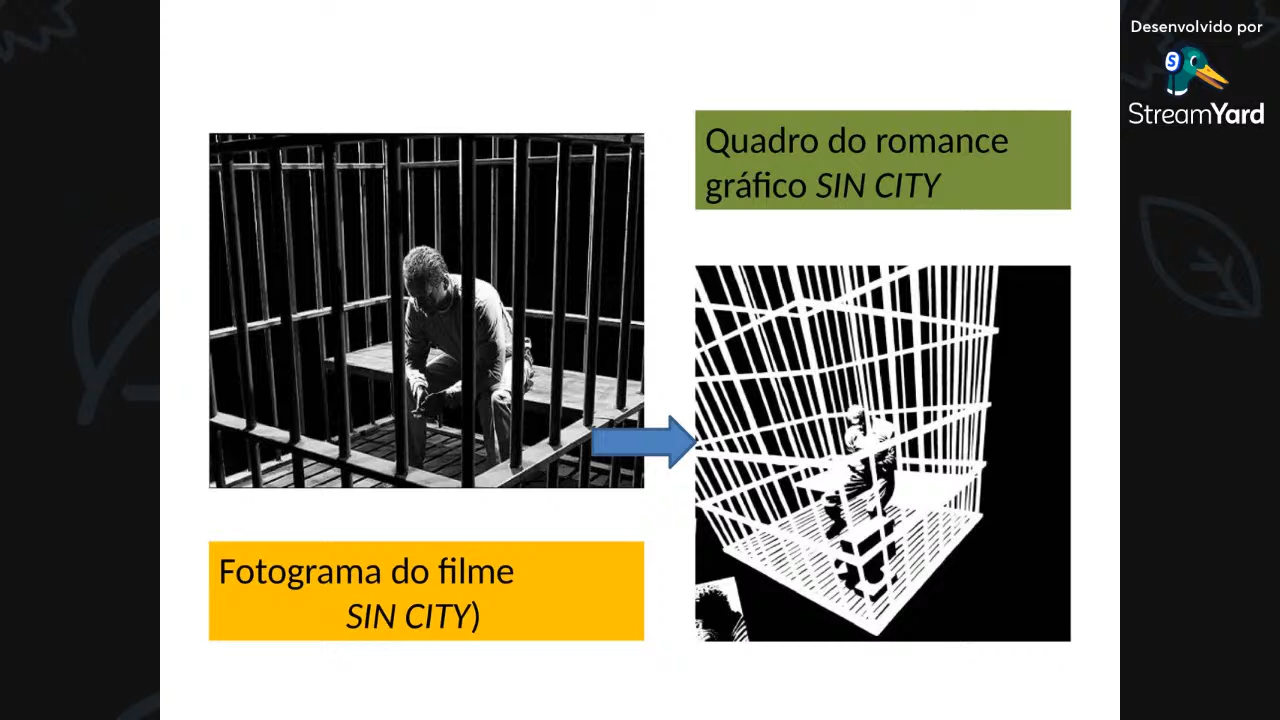 Desenvolvido por
S
StreamYard
Quadro do romance
gráfico SIN CITY
Fotograma do filme
SIN CITY)